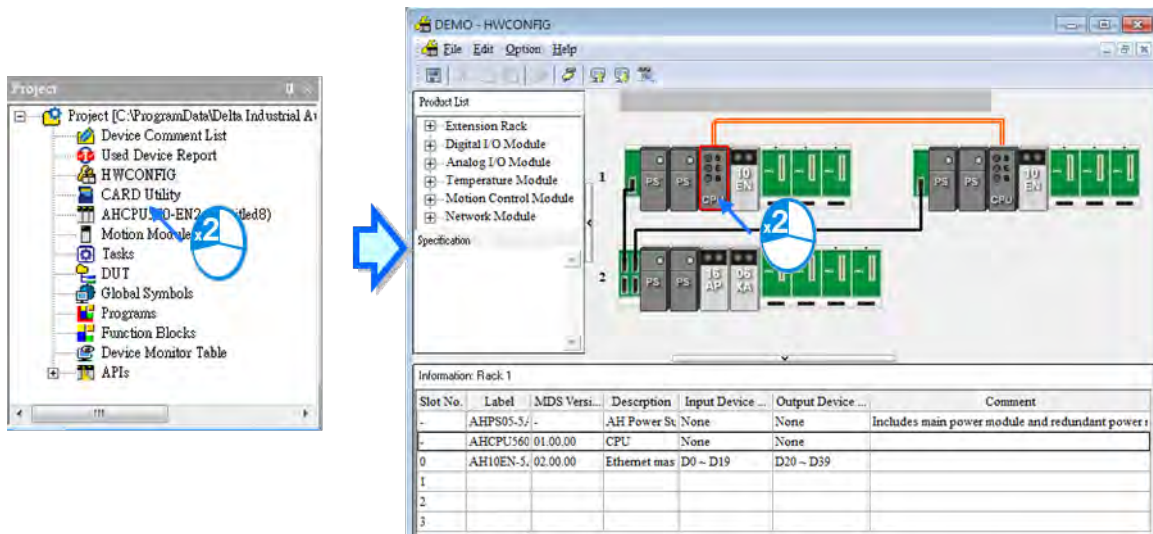 Project
Project [C:\ProgramData\Delta Industrial Au
Device Comment List
Used Device Report
HWCONFIG
CARD Utility
AHCPU560-EN2 (Untitled8)
Motion Module
Tasks
DUT
Global Symbols
Programs
Function Blocks
Device Monitor Table
APIs
x2
DEMO - HWCONFIG
File Edit Option Help
Product List
Extension Rack
Digital I/O Module
Analog I/O Module
Temperature Module
Motion Control Module
Network Module
Specification
1
PS PS CPU 10 EN
PS PS CPU 10 EN
x2
2
PS PS 16 AP 06 XA
Information: Rack 1
Slot No. Label MDS Versi... Descrption Input Device ... Output Device ... Comment
- AHPS05-5. - AH Power Su None None Includes main power module and redundant power
- AHCPU560 01.00.00 CPU None None
0 AH10EN-5. 02.00.00 Ethernet mas D0 ~ D19 D20 ~ D39
1
2
3